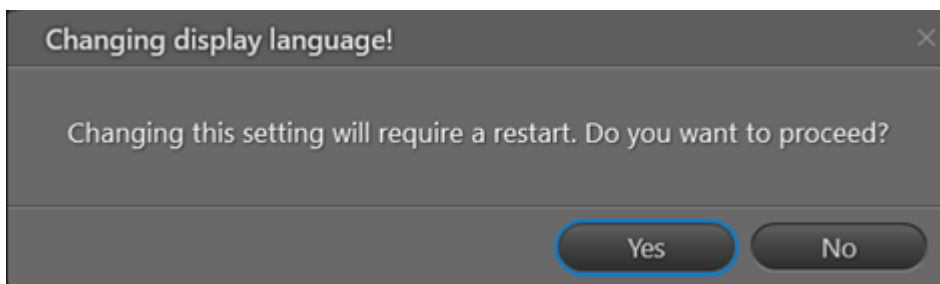 Changing display language!
Changing this setting will require a restart. Do you want to proceed?
Yes No